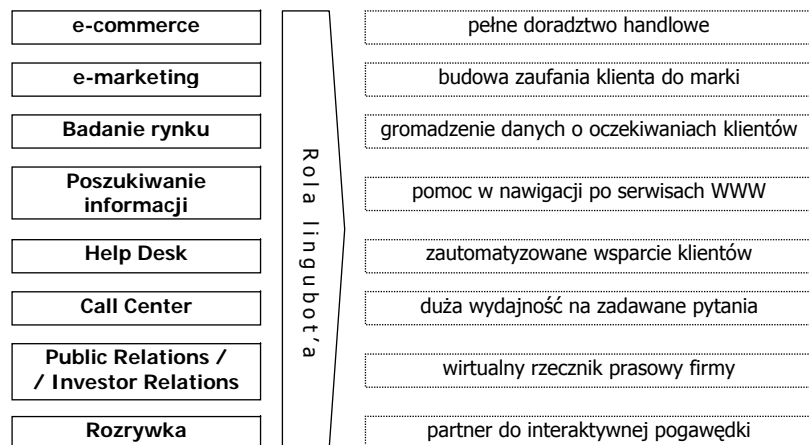 e-commerce
pełne doradztwo handlowe
e-marketing
budowa zaufania klienta do marki
Badanie rynku
gromadzenie danych o oczekiwaniach klientów
Poszukiwanie
informacji
pomoc w nawigacji po serwisach WWW
Help Desk
zautomatyzowane wsparcie klientów
Call Center
duża wydajność na zadawane pytania
Public Relations /
/ Investor Relations
wirtualny rzecznik prasowy firmy
Rozrywka
partner do interaktywnej pogawędki
Rola lingubot'a